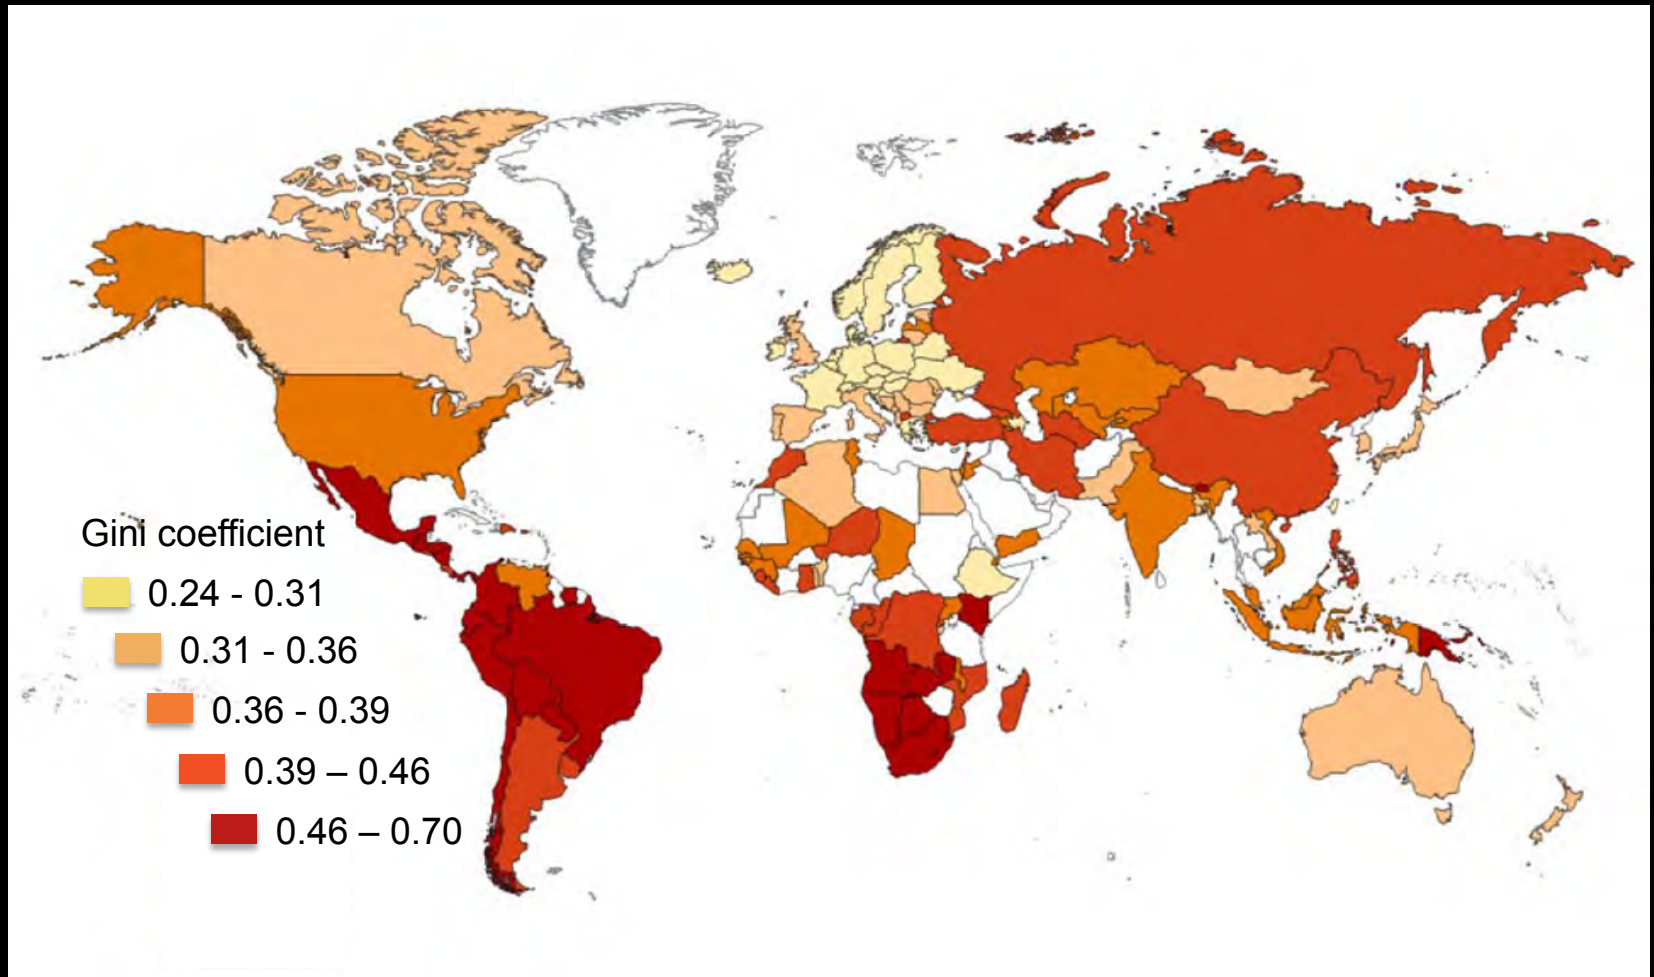 Gini coefficient
0.24 - 0.31
0.31 - 0.36
0.36 - 0.39
0.39 – 0.46
0.46 – 0.70